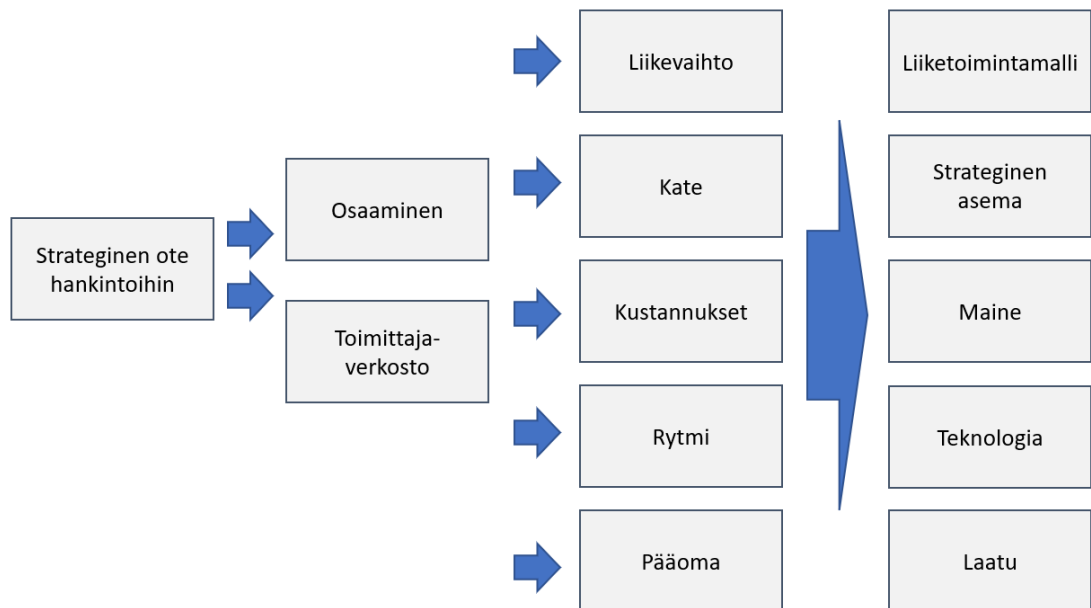 Strateginen ote
hankintoihin
Osaaminen
Toimittaja-
verkosto
Liikevaihto
Kate
Kustannukset
Rytmi
Pääoma
Liiketoimintamalli
Strateginen
asema
Maine
Teknologia
Laatu